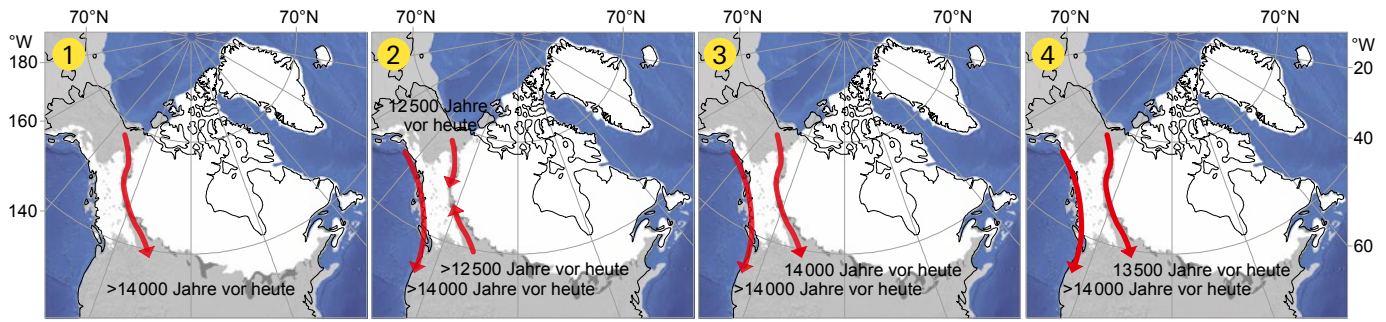 70°N 70°N 70°N 70°N 70°N 70°N 70°N
°W 1 2 3 4 °W
180 20
>12500 Jahre
vor heute
160 40
140 60
>14000 Jahre vor heute
>12500 Jahre vor heute
>14000 Jahre vor heute
14000 Jahre vor heute
>14000 Jahre vor heute
13500 Jahre vor heute
>14000 Jahre vor heute